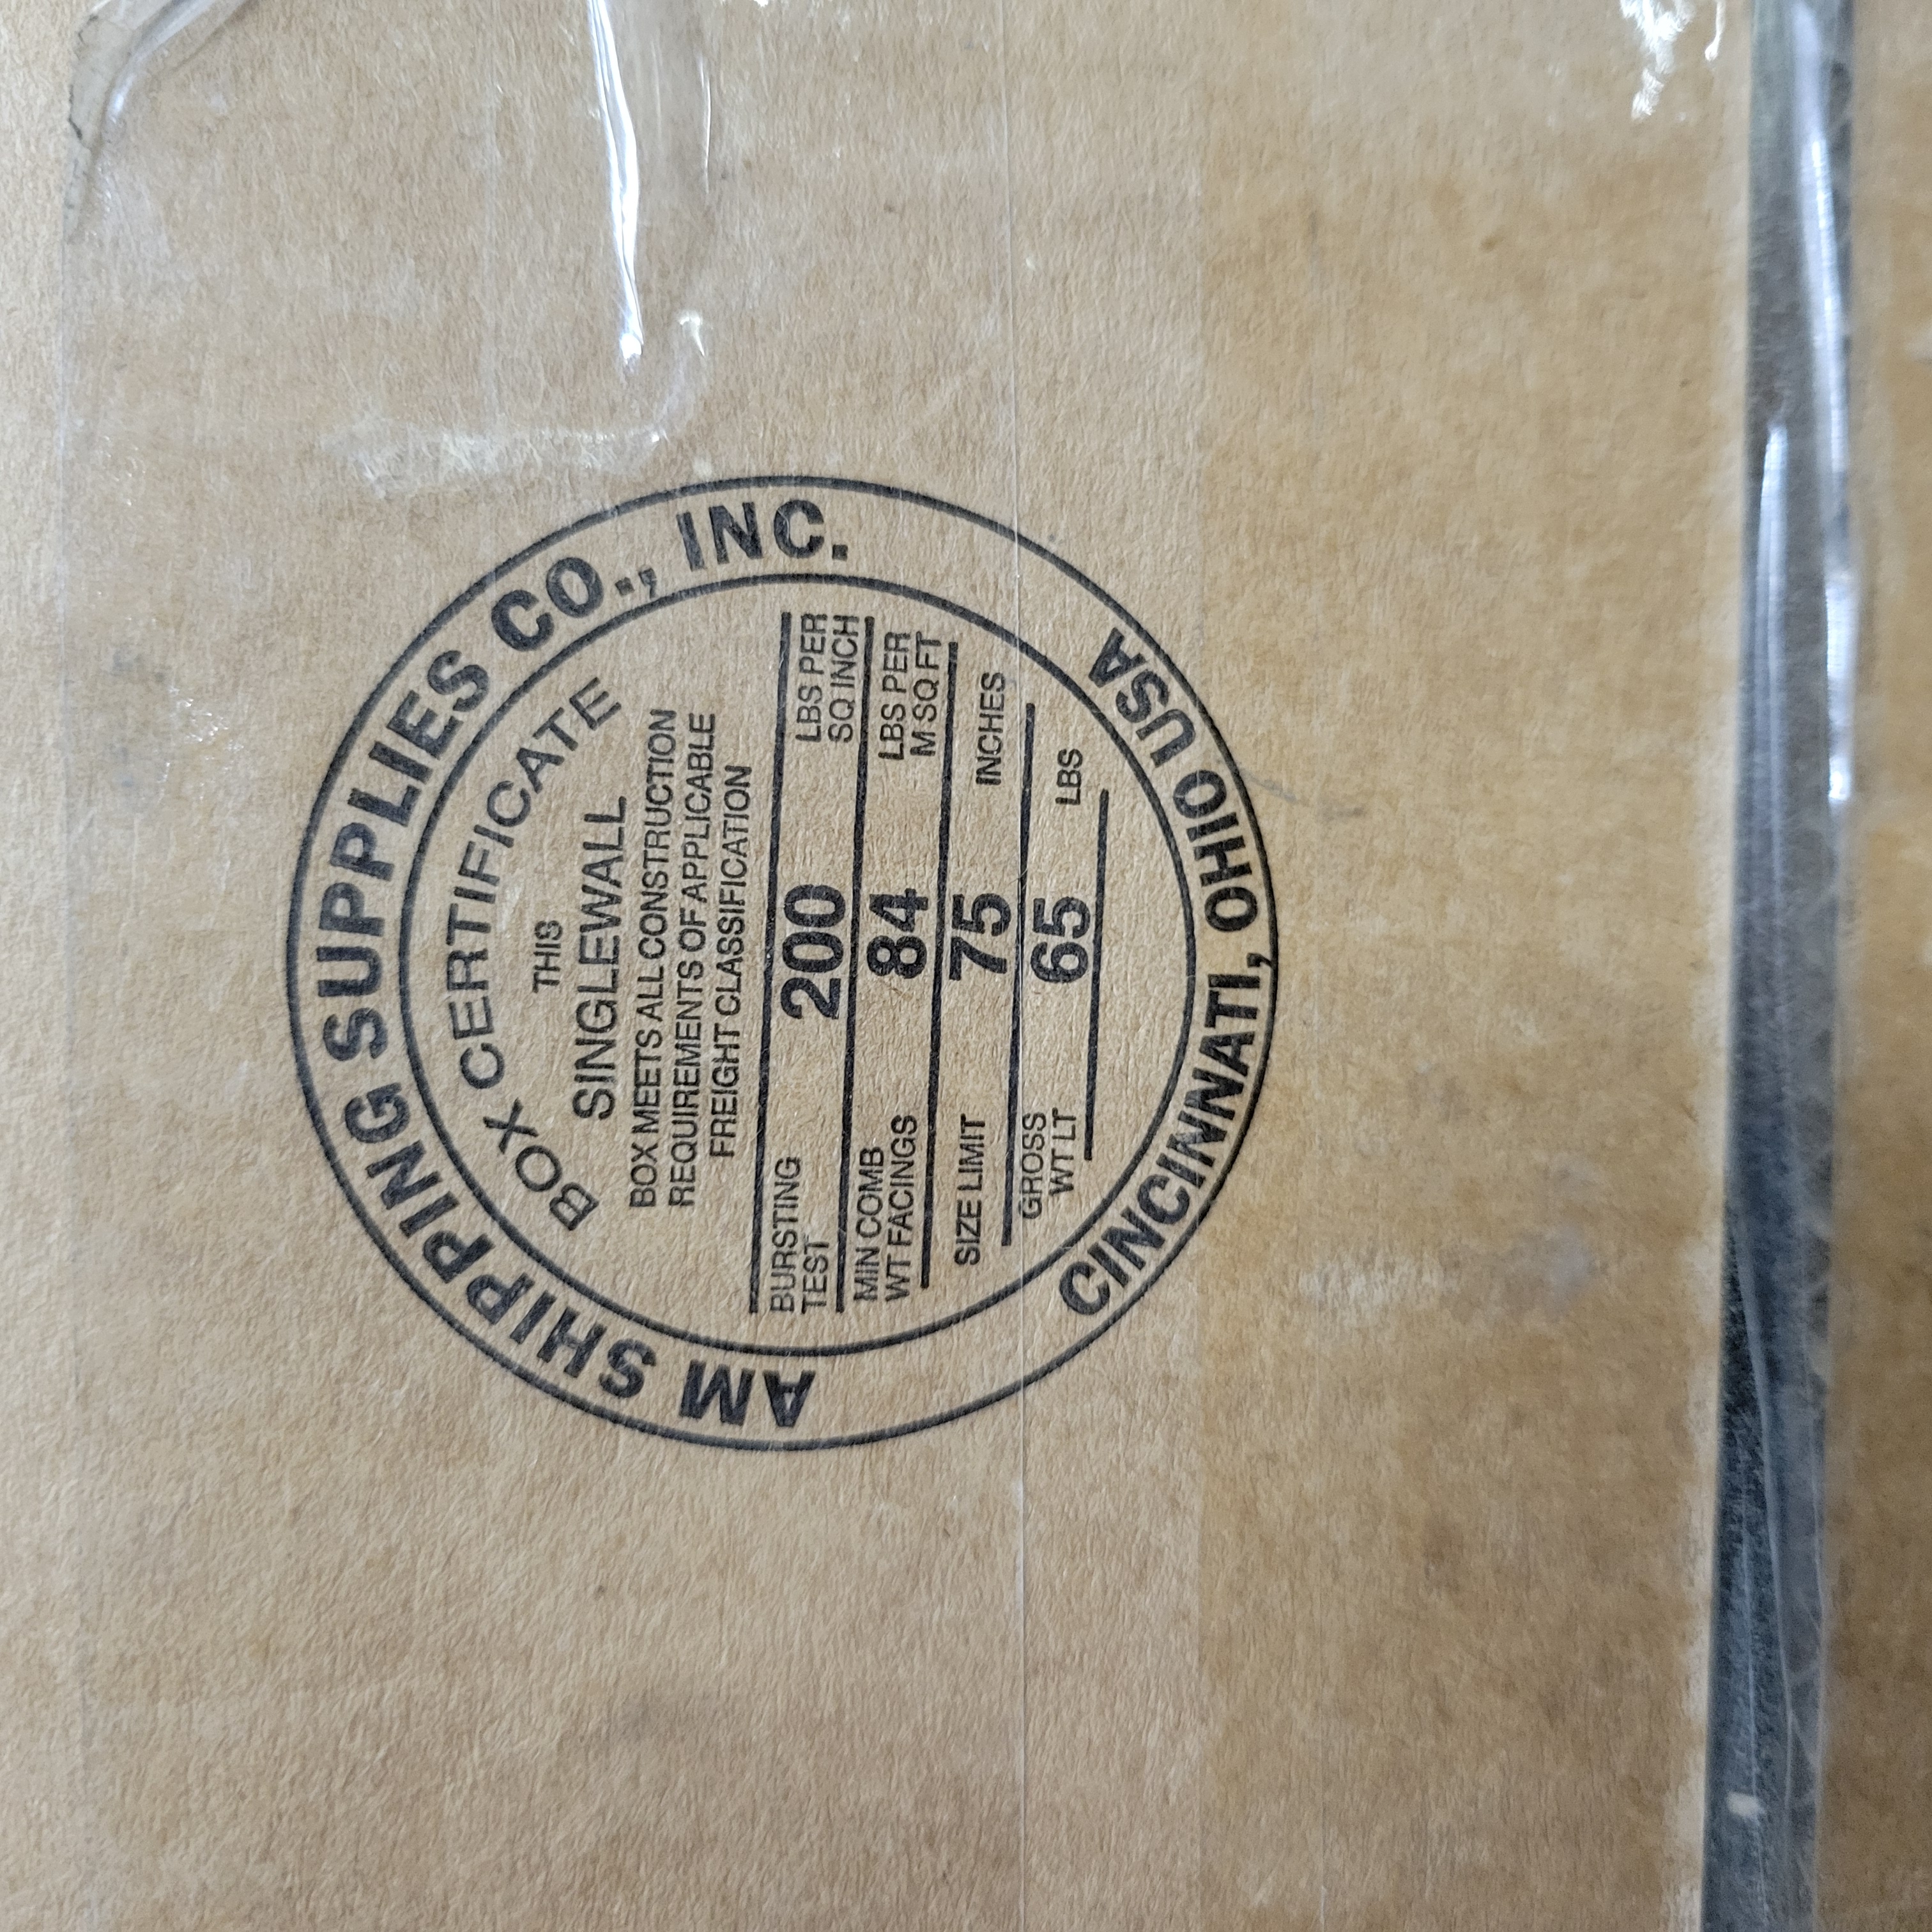 AM SHIPPING SUPPLIES CO., INC.
BOX CERTIFICATE
THIS
SINGLEWALL
BOX MEETS ALL CONSTRUCTION
REQUIREMENTS OF APPLICABLE
FREIGHT CLASSIFICATION
BURSTING TEST 200 LBS PER SQ INCH
MIN COMB WT FACINGS 84 LBS PER M SQ FT
SIZE LIMIT 75 INCHES
GROSS WT LT 65 LBS
CINCINNATI, OHIO USA